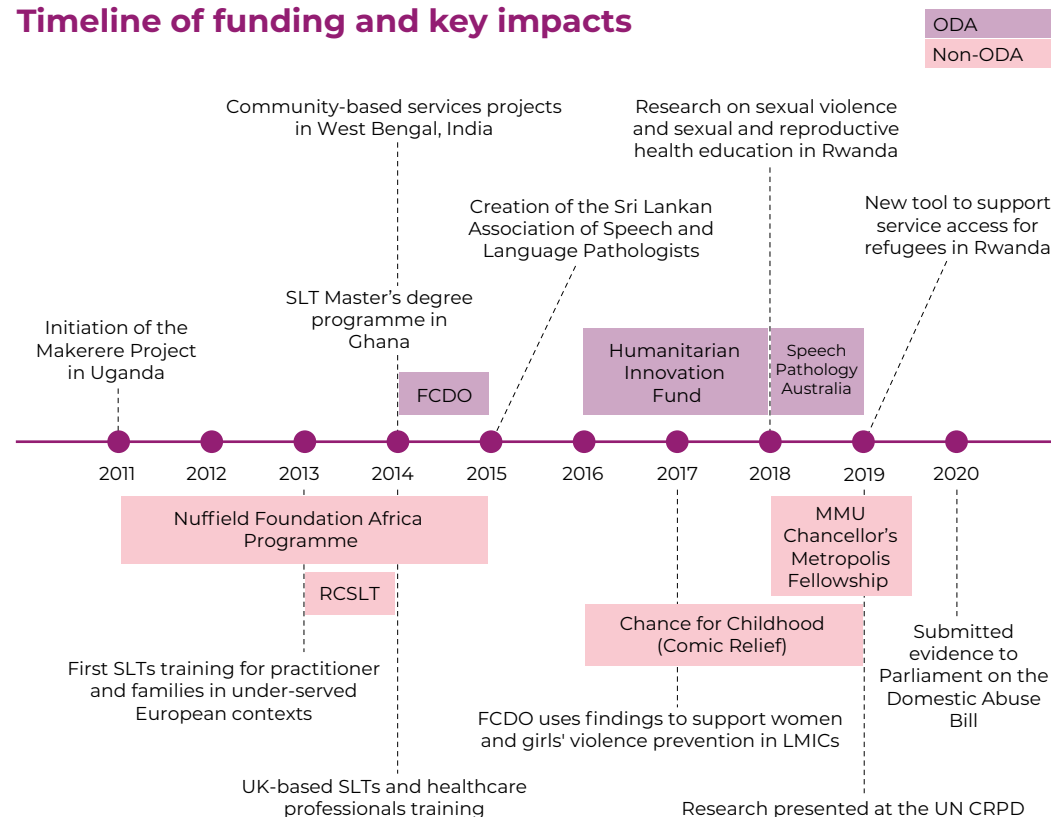 Timeline of funding and key impacts
ODA
Non-ODA
Community-based services projects
in West Bengal, India
Research on sexual violence
and sexual and reproductive
health education in Rwanda
Creation of the Sri Lankan
Association of Speech and
Language Pathologists
New tool to support
service access for
refugees in Rwanda
SLT Master's degree
programme in
Ghana
Initiation of the
Makerere Project
in Uganda
FCDO
Humanitarian
Innovation
Fund
Speech
Pathology
Australia
2011
2012
2013
2014
2015
2016
2017
2018
2019
2020
Nuffield Foundation Africa
Programme
RCSLT
MMU
Chancellor's
Metropolis
Fellowship
Chance for Childhood
(Comic Relief)
Submitted
evidence to
Parliament on the
Domestic Abuse
Bill
First SLTs training for practitioner
and families in under-served
European contexts
FCDO uses findings to support women
and girls' violence prevention in LMICs
UK-based SLTs and healthcare
professionals training
Research presented at the UN CRPD